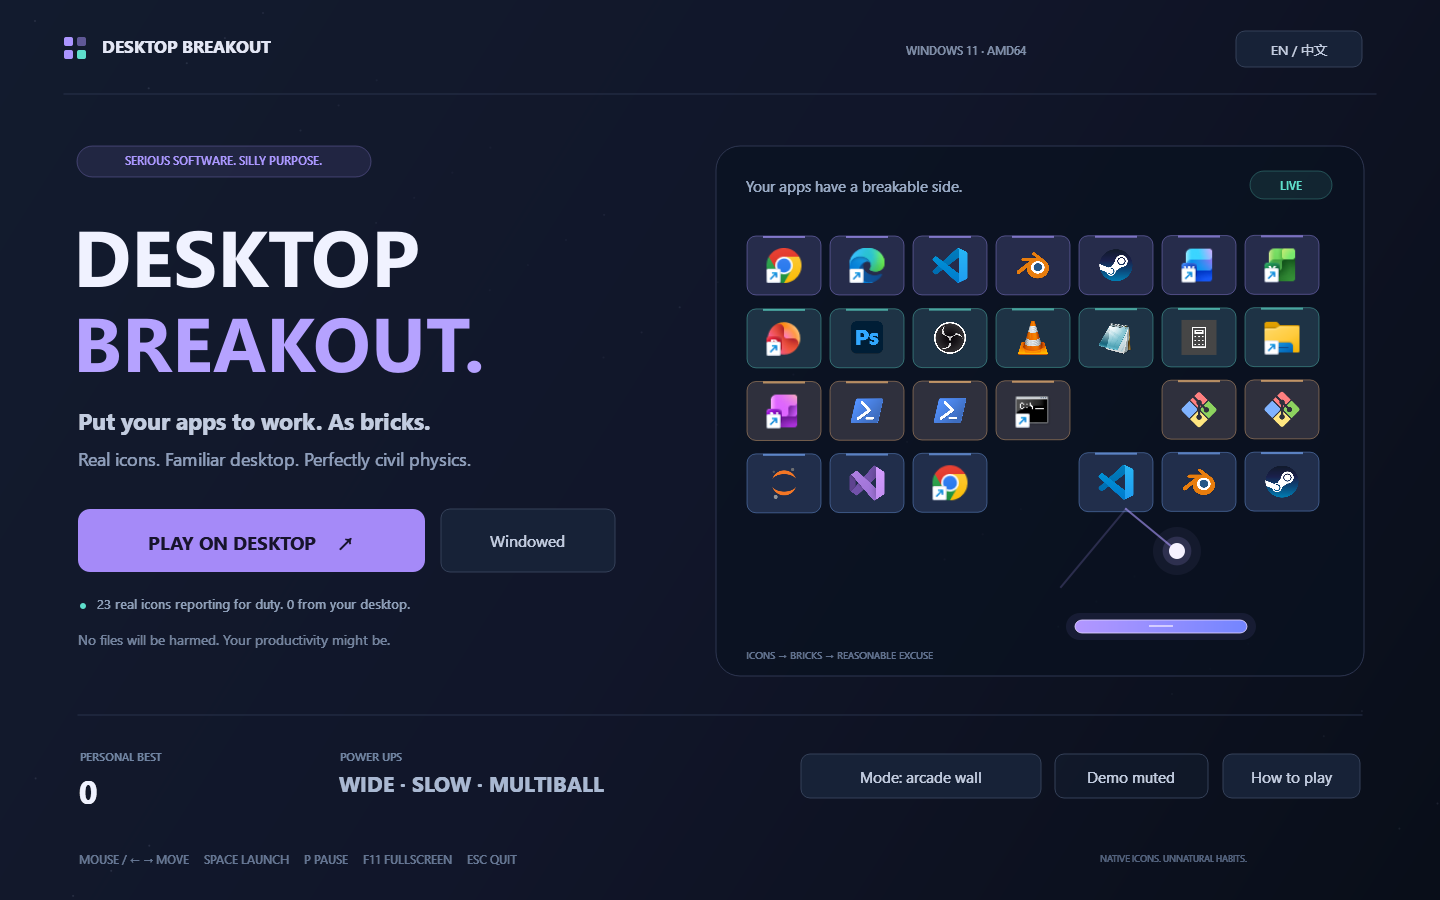 DESKTOP BREAKOUT
WINDOWS 11 · AMD64
EN / 中文
SERIOUS SOFTWARE. SILLY PURPOSE.
DESKTOP
BREAKOUT.
Put your apps to work. As bricks.
Real icons. Familiar desktop. Perfectly civil physics.
PLAY ON DESKTOP ↗
Windowed
23 real icons reporting for duty. 0 from your desktop.
No files will be harmed. Your productivity might be.
Your apps have a breakable side.
LIVE
Ps
C:\
ICONS → BRICKS → REASONABLE EXCUSE
PERSONAL BEST
0
POWER UPS
WIDE · SLOW · MULTIBALL
Mode: arcade wall
Demo muted
How to play
MOUSE / ← → MOVE SPACE LAUNCH P PAUSE F11 FULLSCREEN ESC QUIT
NATIVE ICONS. UNNATURAL HABITS.